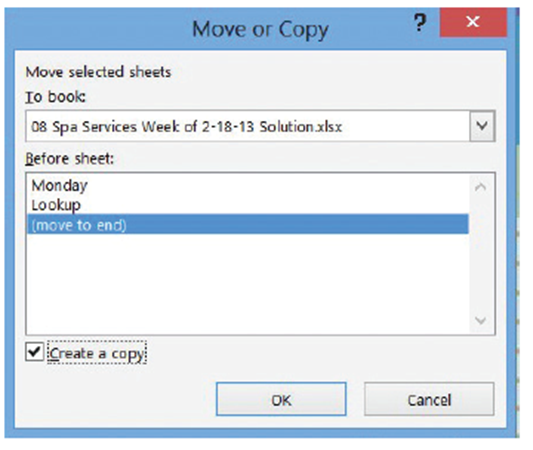 Move or Copy ?
Move selected sheets
To book:
08 Spa Services Week of 2-18-13 Solution.xlsx
Before sheet:
Monday
Lookup
(move to end)
Create a copy
OK Cancel